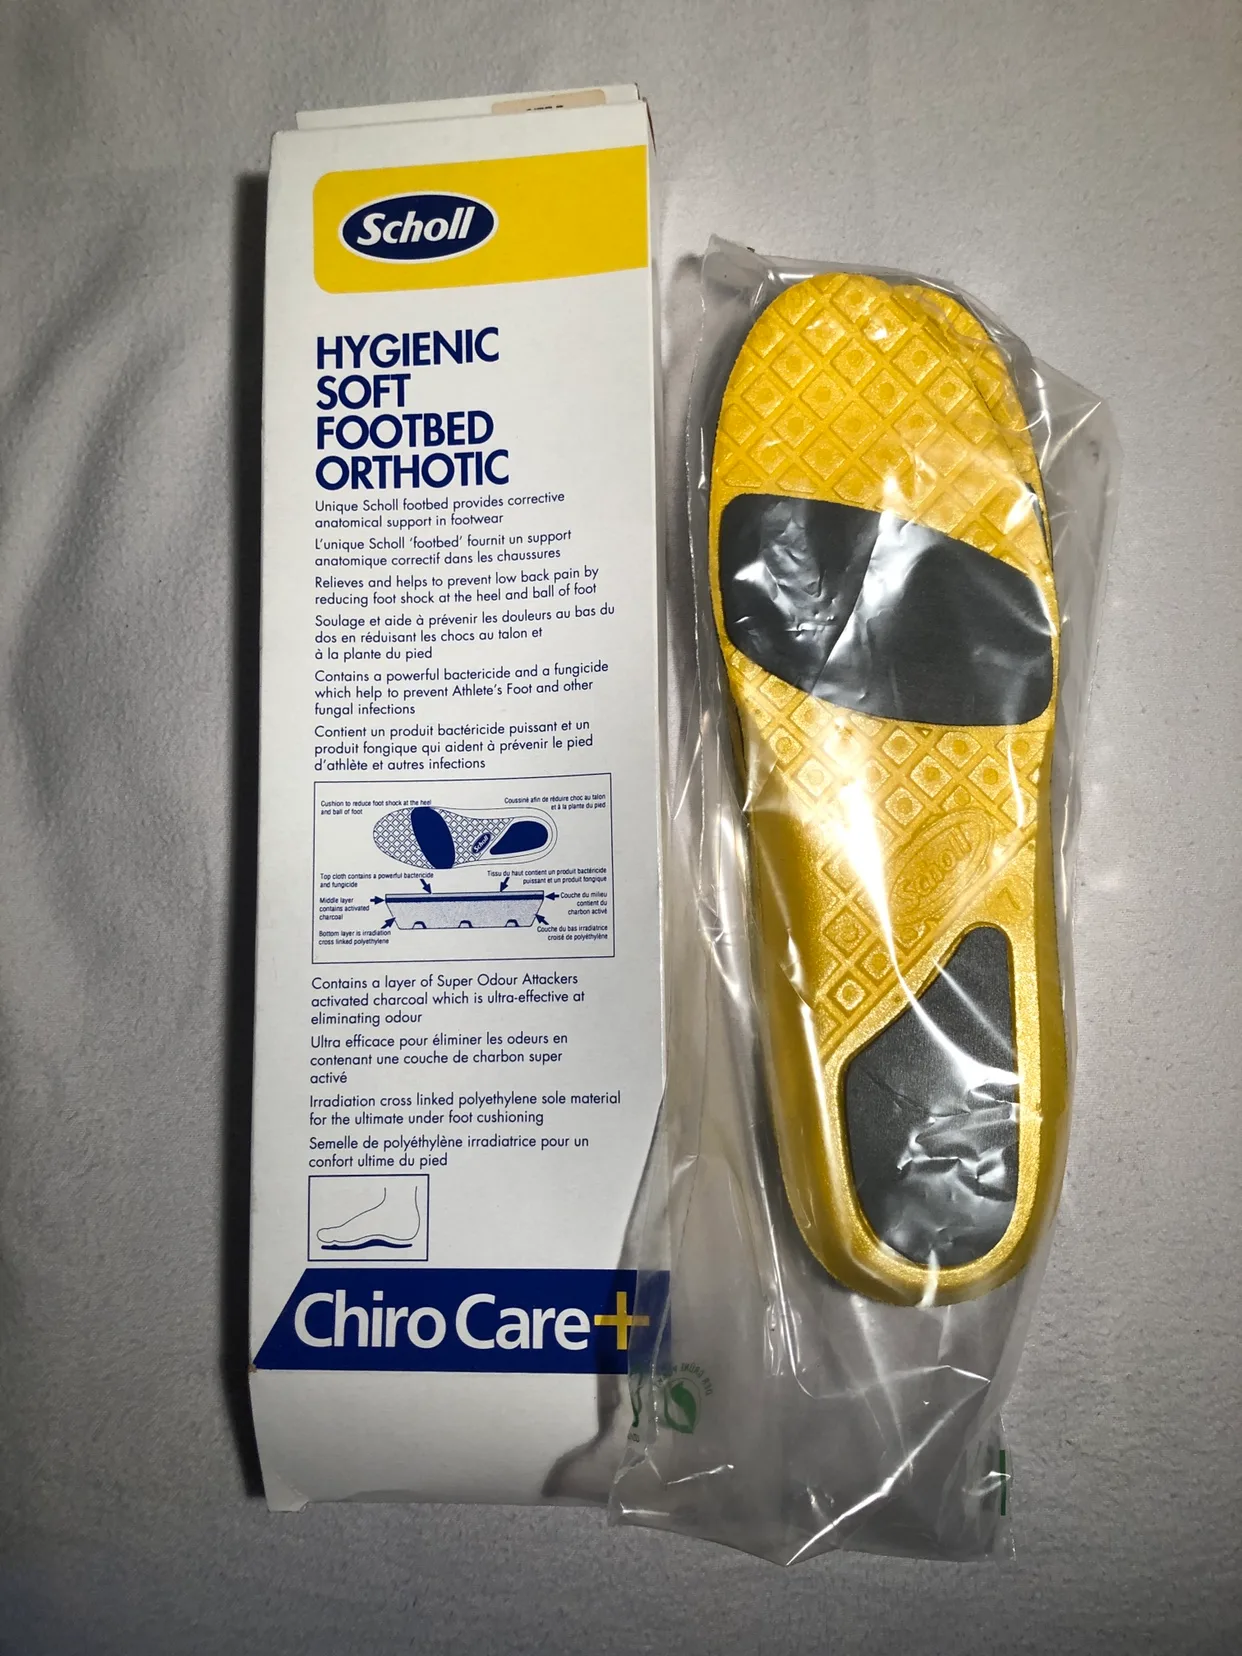 Scholl
HYGIENIC
SOFT
FOOTBED
ORTHOTIC
Unique Scholl footbed provides corrective
anatomical support in footwear
L'unique Scholl 'footbed' fournit un support
anatomique correctif dans les chaussures
Relieves and helps to prevent low back pain by
reducing foot shock at the heel and ball of foot
Soulage et aide à prévenir les douleurs au bas du
dos en réduisant les chocs au talon et
à la plante du pied
Contains a powerful bactericide and a fungicide
which help to prevent Athlete's Foot and other
fungal infections
Contient un produit bactéricide puissant et un
produit fongique qui aident à prévenir le pied
d'athlète et autres infections
Cushion to reduce foot shock at the heel
and ball of foot
Coussiné afin de réduire choc au talon
et à la plante du pied
Scholl
Top cloth contains a powerful bactericide
and fungicide
Tissu du haut contient un produit bactéricide
puissant et un produit fongique
Middle layer
contains activated
charcoal
Couche du milieu
contient du
charbon activé
Bottom layer is irradiation
cross linked polyethylene
Couche du bas irradiatrice
croisé de polyéthylène
Contains a layer of Super Odour Attackers
activated charcoal which is ultra-effective at
eliminating odour
Ultra efficace pour éliminer les odeurs en
contenant une couche de charbon super
activé
Irradiation cross linked polyethylene sole material
for the ultimate under foot cushioning
Semelle de polyéthylène irradiatrice pour un
confort ultime du pied
Chiro Care+
Scholl